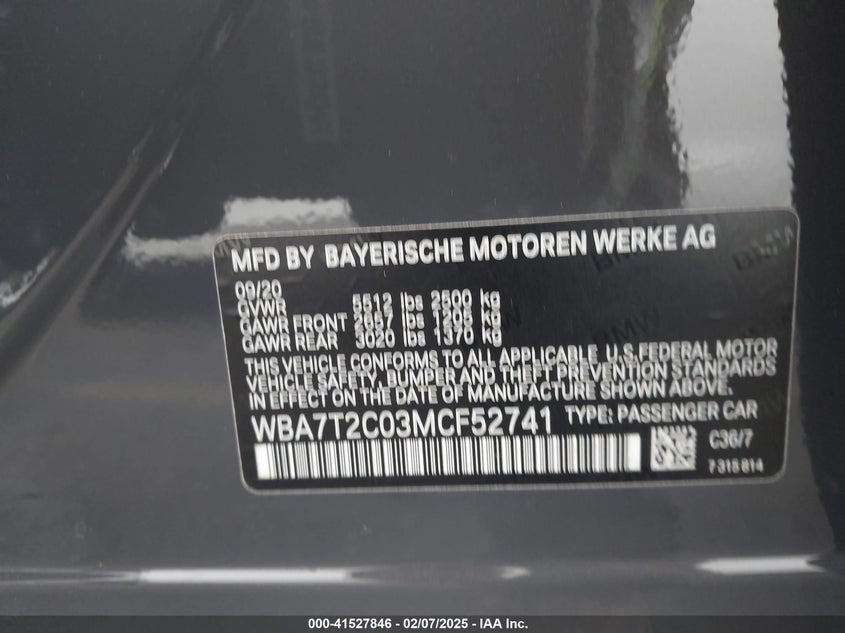 MFD BY BAYERISCHE MOTOREN WERKE AG
09/20
GVWR 5512 lbs 2500 kg
GAWR FRONT 2657 lbs 1205 kg
GAWR REAR 3020 lbs 1370 kg
THIS VEHICLE CONFORMS TO ALL APPLICABLE U.S.FEDERAL MOTOR
VEHICLE SAFETY, BUMPER, AND THEFT PREVENTION STANDARDS
IN EFFECT ON THE DATE OF MANUFACTURE SHOWN ABOVE.
WBA7T2C03MCF52741 TYPE: PASSENGER CAR
C36/7
7 315 814
000-41527846 - 02/07/2025 - IAA Inc.